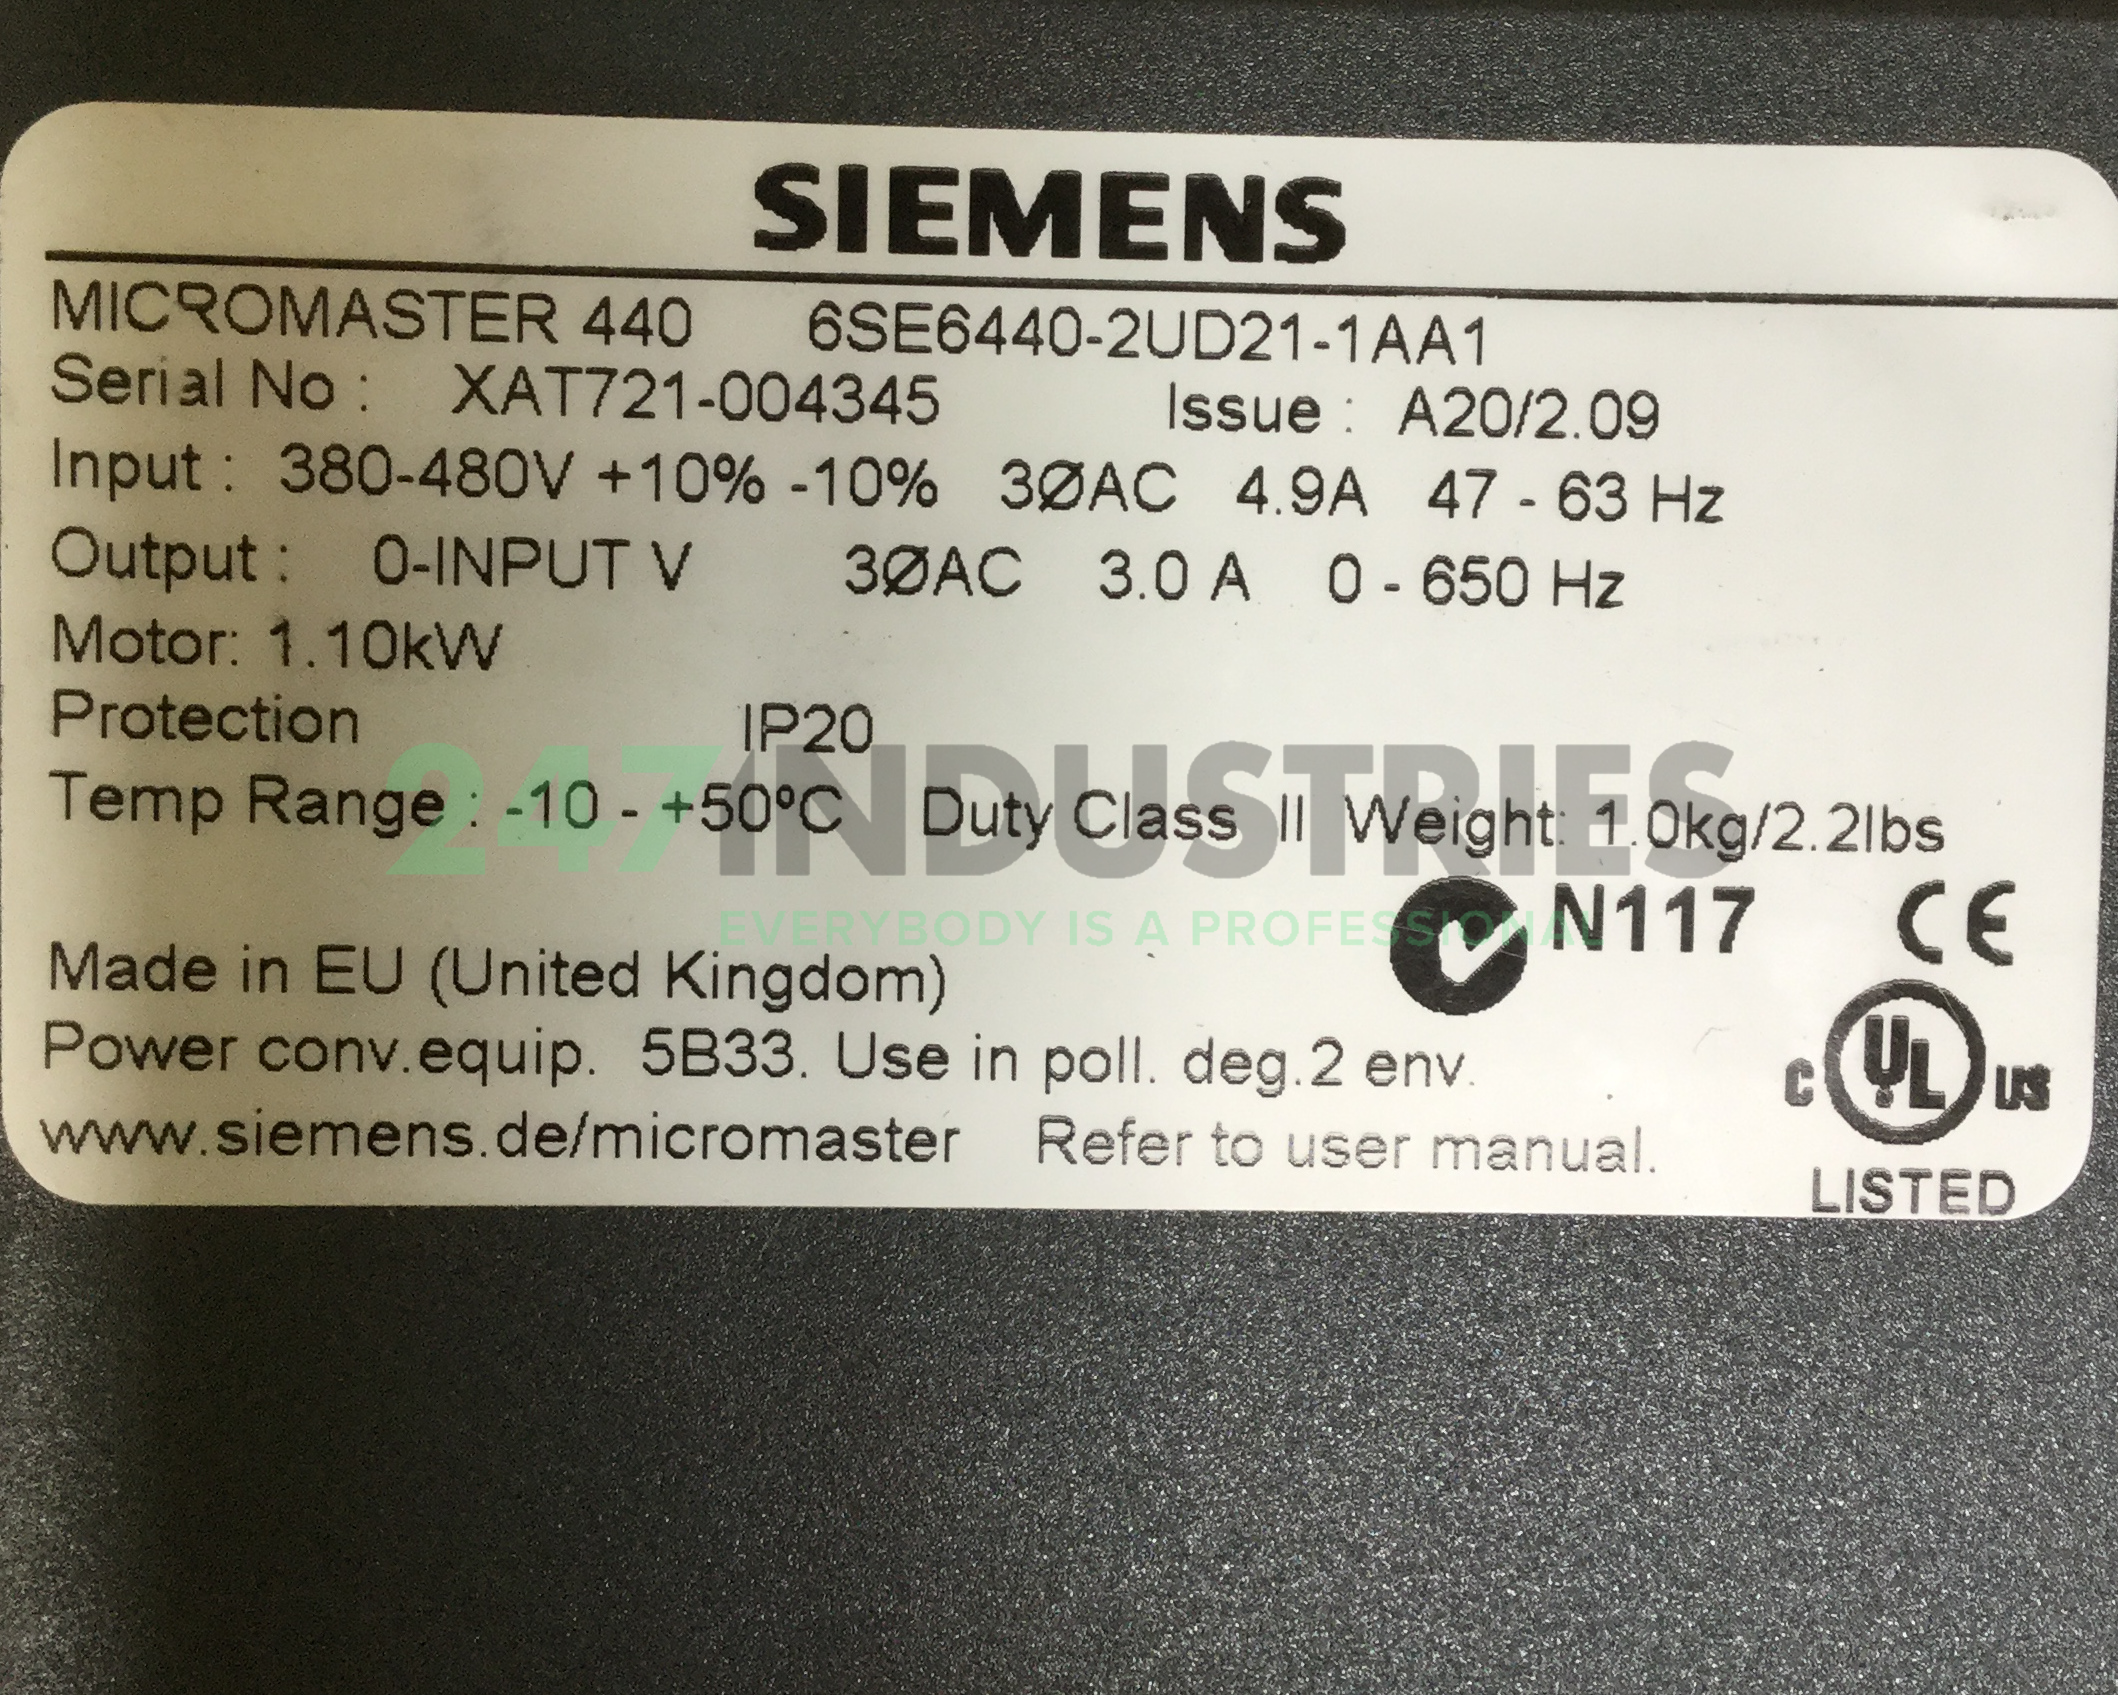 SIEMENS
MICROMASTER 440 6SE6440-2UD21-1AA1
Serial No : XAT721-004345 Issue : A20/2.09
Input : 380-480V +10% -10% 3ØAC 4.9A 47 - 63 Hz
Output : 0-INPUT V 3ØAC 3.0 A 0 - 650 Hz
Motor: 1.10kW
Protection IP20
247INDUSTRIES
Temp Range : -10 - +50ºC Duty Class II Weight: 1.0kg/2.2lbs
EVERYBODY IS A PROFESSIONAL
N117 CE
Made in EU (United Kingdom)
Power conv.equip. 5B33. Use in poll. deg.2 env.
C UL US
www.siemens.de/micromaster Refer to user manual.
LISTED